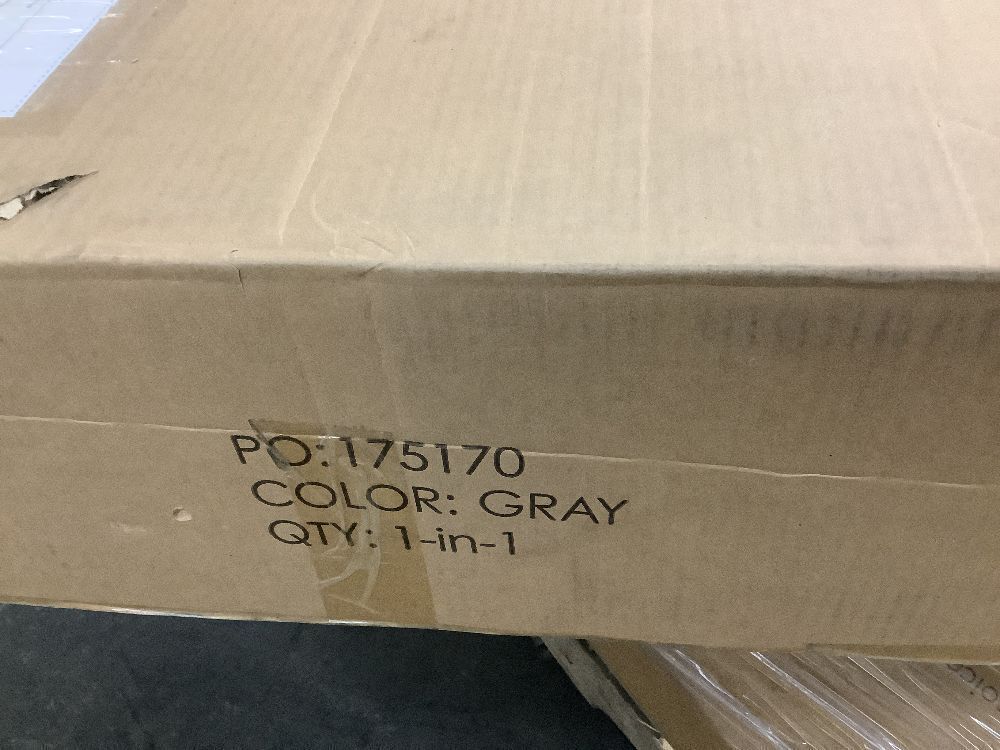 PO: 175170
COLOR: GRAY
QTY: 1-in-1